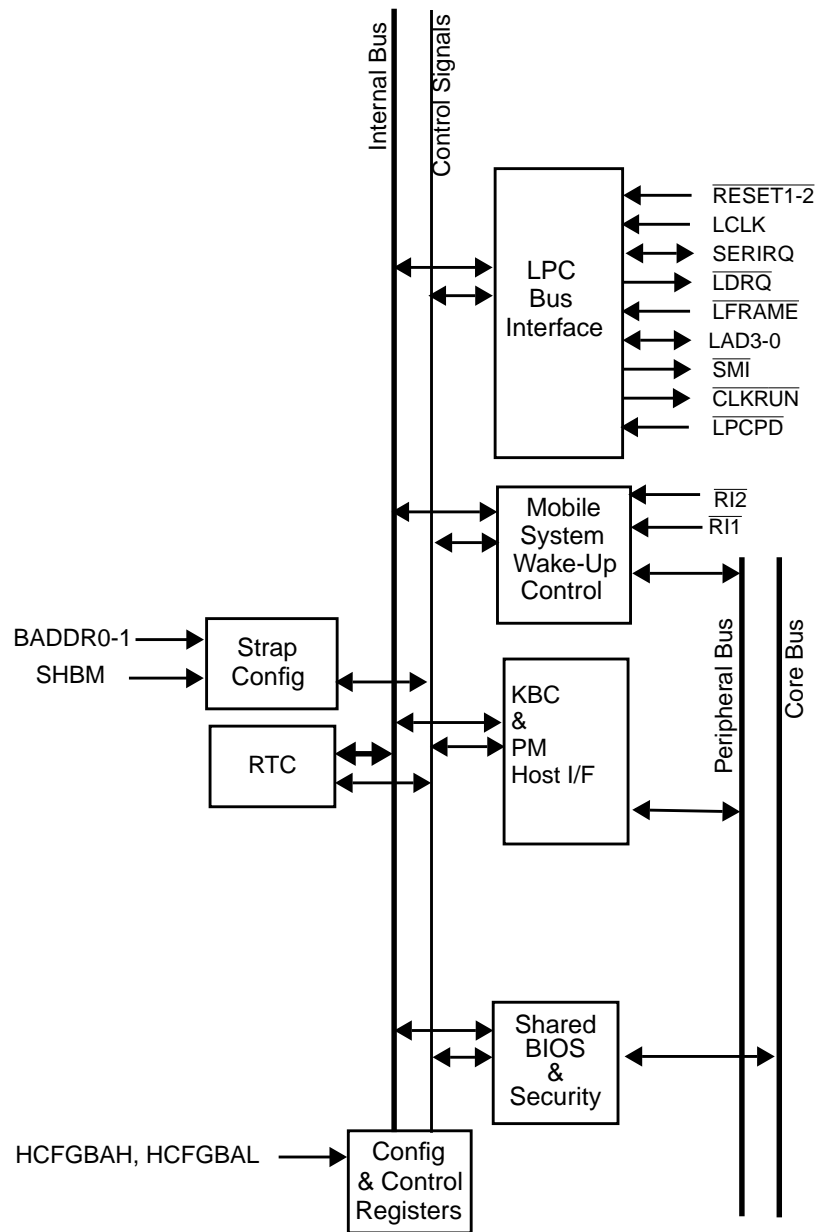 Internal Bus
Control Signals
LPC
Bus
Interface
RESET1-2
LCLK
SERIRQ
LDRQ
LFRAME
LAD3-0
SMI
CLKRUN
LPCPD
Mobile
System
Wake-Up
Control
RI2
RI1
Peripheral Bus
Core Bus
BADDR0-1
SHBM
Strap
Config
KBC
&
PM
Host I/F
RTC
Shared
BIOS
&
Security
HCFGBAH, HCFGBAL
Config
& Control
Registers